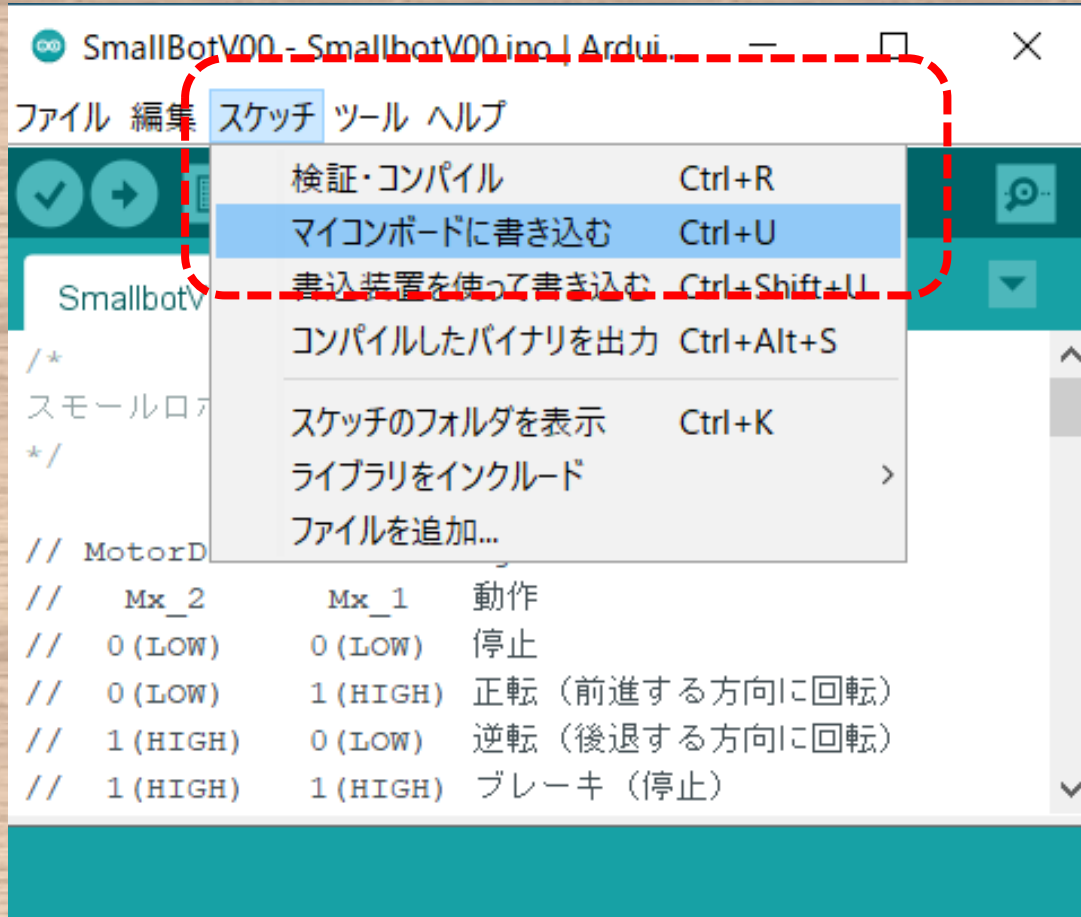 SmallBotV00 - SmallbotV00.ino | Ardui...
ファイル 編集 スケッチ ツール ヘルプ
検証・コンパイル Ctrl+R
マイコンボードに書き込む Ctrl+U
書込装置を使って書き込む Ctrl+Shift+U
コンパイルしたバイナリを出力 Ctrl+Alt+S
スケッチのフォルダを表示 Ctrl+K
ライブラリをインクルード
ファイルを追加...
SmallbotV
/*
スモールロボ
*/
// MotorD
// Mx_2 Mx_1 動作
// 0(LOW) 0(LOW) 停止
// 0(LOW) 1(HIGH) 正転（前進する方向に回転）
// 1(HIGH) 0(LOW) 逆転（後退する方向に回転）
// 1(HIGH) 1(HIGH) ブレーキ（停止）